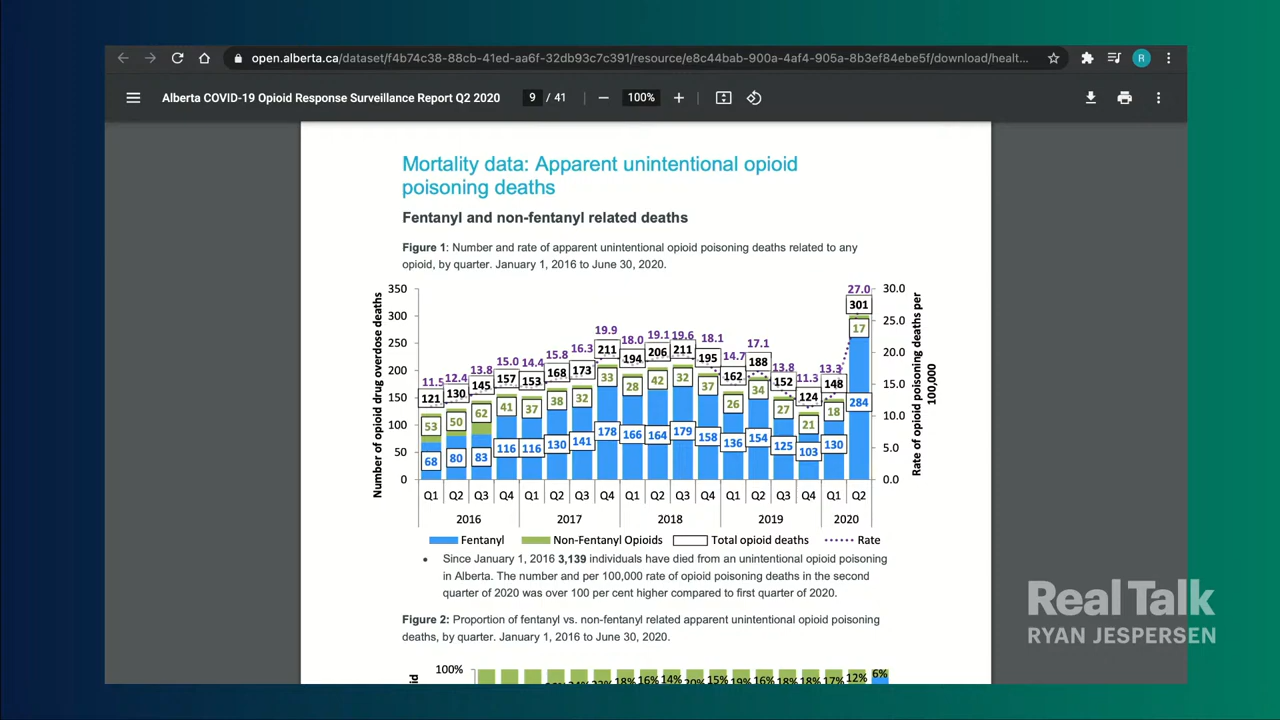 open.alberta.ca/dataset/f4b74c38-88cb-41ed-aa6f-32db93c7c391/resource/e8c44bab-900a-4af4-905a-8b3ef84ebe5f/download/healt...
R
Alberta COVID-19 Opioid Response Surveillance Report Q2 2020
9 / 41
100%
Mortality data: Apparent unintentional opioid
poisoning deaths
Fentanyl and non-fentanyl related deaths
Figure 1: Number and rate of apparent unintentional opioid poisoning deaths related to any
opioid, by quarter. January 1, 2016 to June 30, 2020.
Number of opioid drug overdose deaths
350
300
250
200
150
100
50
0
11.5 12.4 13.8 15.0 14.4 15.8 16.3 19.9 18.0 19.1 19.6 18.1 14.7 17.1 13.8 11.3 13.3 27.0
121 130 145 157 153 168 173 211 194 206 211 195 162 188 152 124 148 301
53 50 62 41 37 38 32 33 28 42 32 37 26 34 27 21 18 17
68 80 83 116 116 130 141 178 166 164 179 158 136 154 125 103 130 284
30.0
25.0
20.0
15.0
10.0
5.0
0.0
Rate of opioid poisoning deaths per
100,000
Q1 Q2 Q3 Q4 Q1 Q2 Q3 Q4 Q1 Q2 Q3 Q4 Q1 Q2 Q3 Q4 Q1 Q2
2016 2017 2018 2019 2020
Fentanyl Non-Fentanyl Opioids Total opioid deaths Rate
• Since January 1, 2016 3,139 individuals have died from an unintentional opioid poisoning
in Alberta. The number and per 100,000 rate of opioid poisoning deaths in the second
quarter of 2020 was over 100 per cent higher compared to first quarter of 2020.
Figure 2: Proportion of fentanyl vs. non-fentanyl related apparent unintentional opioid poisoning
deaths, by quarter. January 1, 2016 to June 30, 2020.
100%
18% 16% 14% 20% 15% 19% 16% 18% 18% 17% 12% 6%
Real Talk
RYAN JESPERSEN